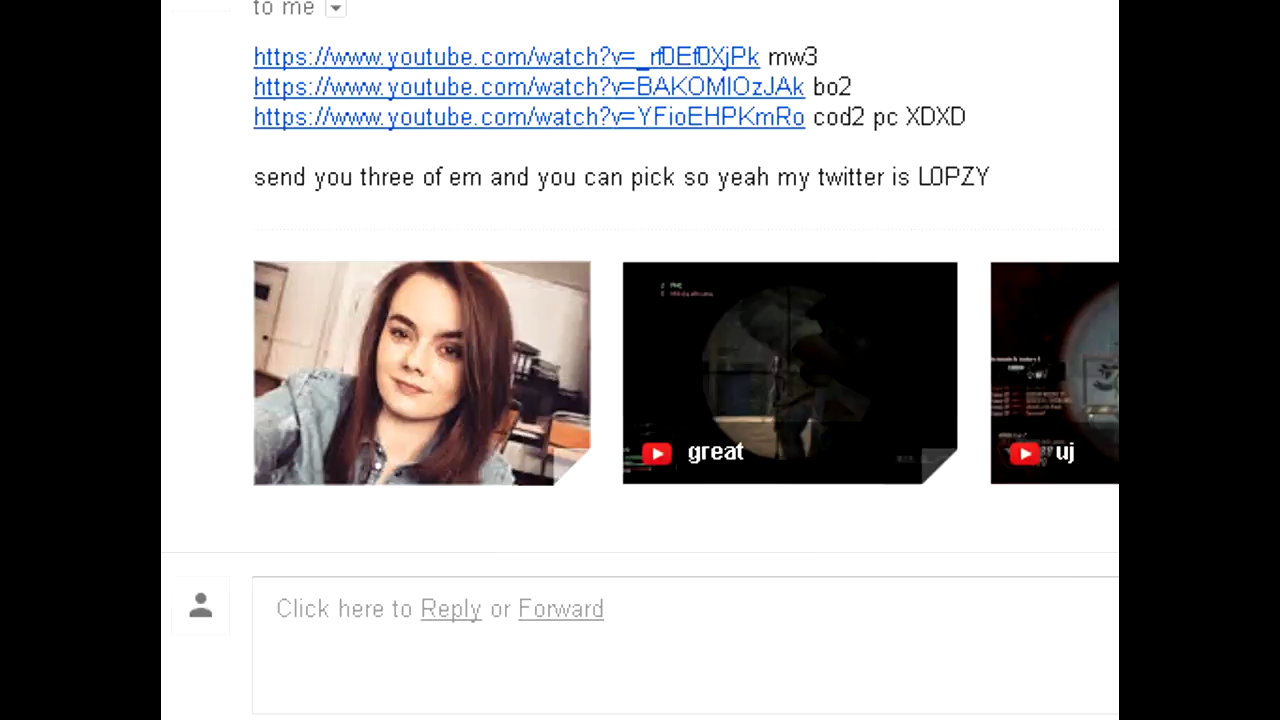 to me
https://www.youtube.com/watch?v=_rf0Ef0XjPk mw3
https://www.youtube.com/watch?v=BAKOMlOzJAk bo2
https://www.youtube.com/watch?v=YFioEHPKmRo cod2 pc XDXD
send you three of em and you can pick so yeah my twitter is L0PZY
great
uj
Click here to Reply or Forward